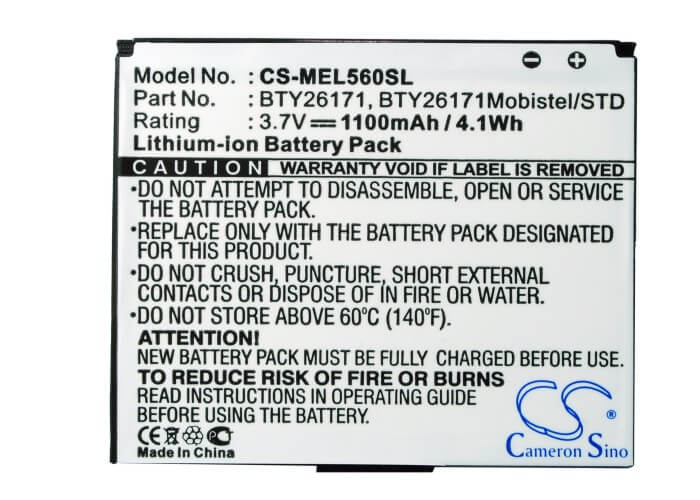 Model No. : CS-MEL560SL
Part No. : BTY26171, BTY26171Mobistel/STD
Rating : 3.7V 1100mAh / 4.1Wh
Lithium-ion Battery Pack
CAUTION WARRANTY VOID IF LABEL IS REMOVED
•DO NOT ATTEMPT TO DISASSEMBLE, OPEN OR SERVICE
THE BATTERY PACK.
•REPLACE ONLY WITH THE BATTERY PACK DESIGNATED
FOR THIS PRODUCT.
•DO NOT CRUSH, PUNCTURE, SHORT EXTERNAL
CONTACTS OR DISPOSE OF IN FIRE OR WATER.
•DO NOT STORE ABOVE 60°C (140°F).
ATTENTION!
NEW BATTERY PACK MUST BE FULLY CHARGED BEFORE USE.
TO REDUCE RISK OF FIRE OR BURNS
READ INSTRUCTIONS IN FULL BEFORE
USING THE BATTERY.
CE
Made In China
CS
Cameron Sino